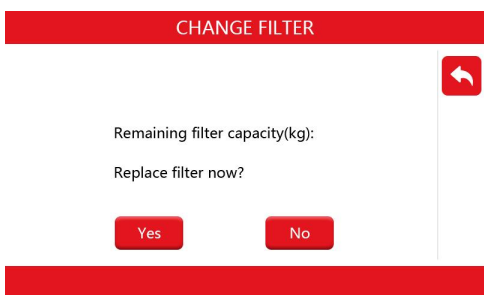 CHANGE FILTER
Remaining filter capacity(kg):
Replace filter now?
Yes
No